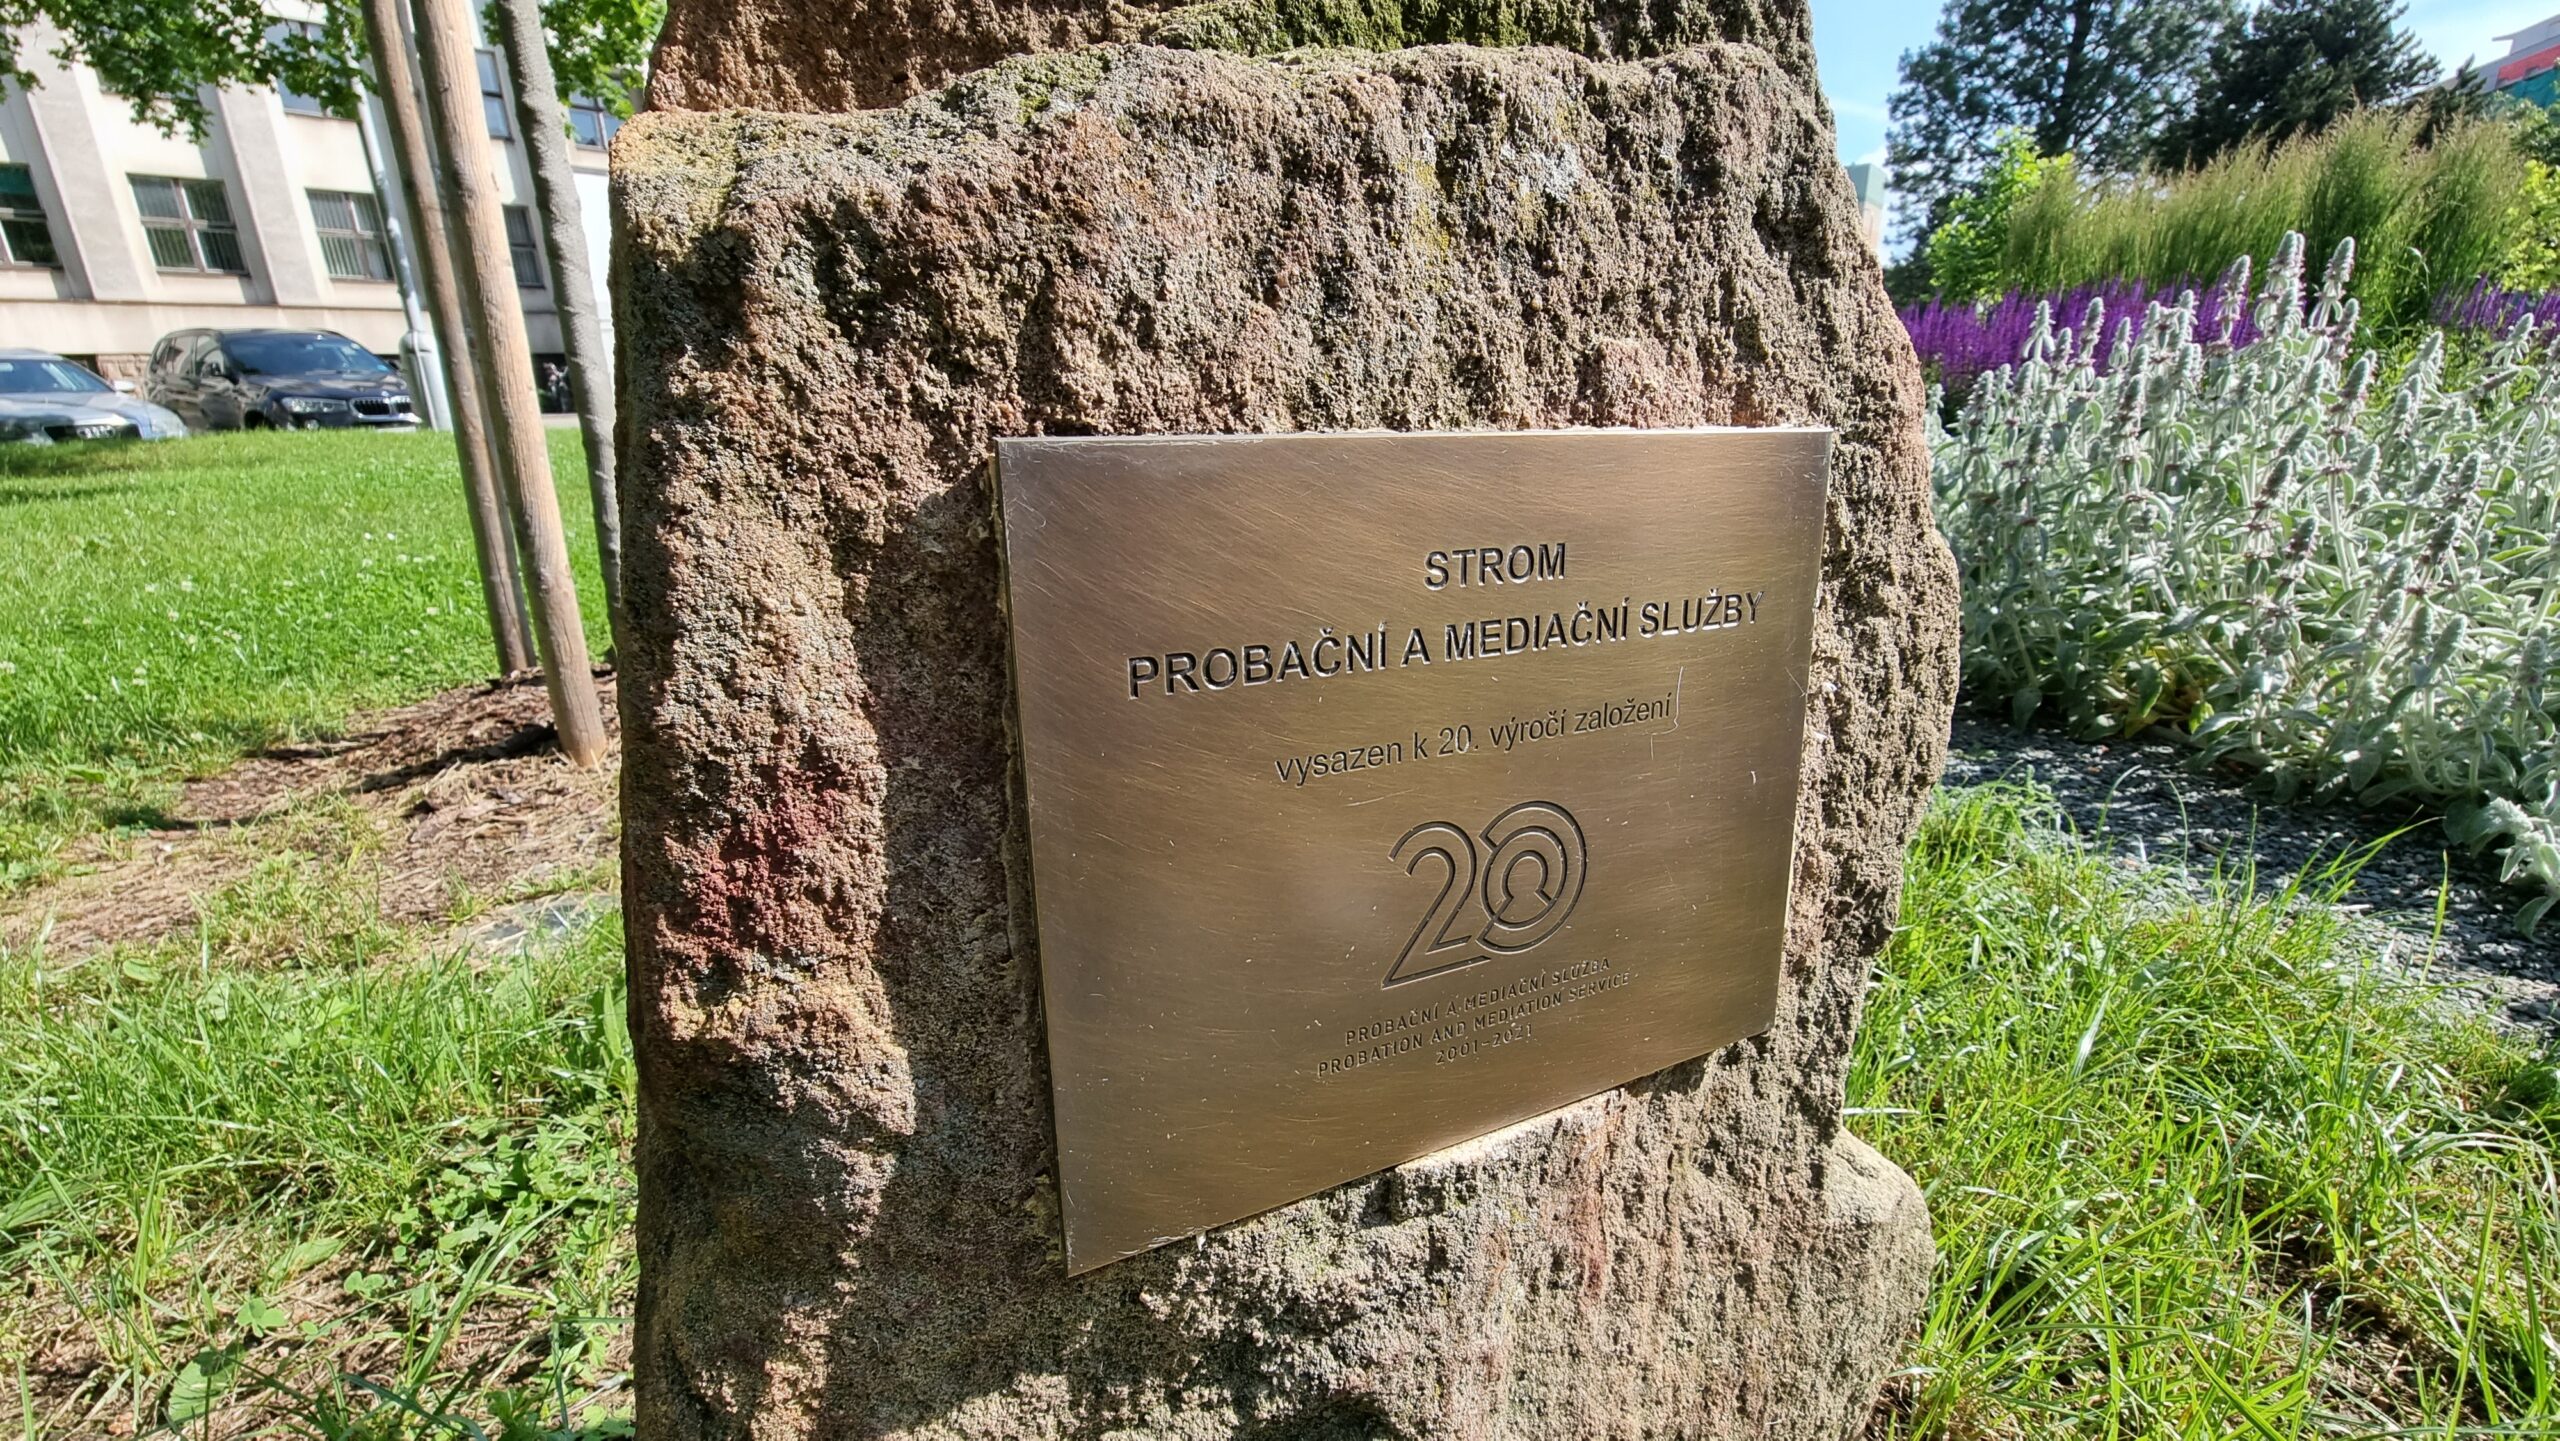 STROM
PROBAČNÍ A MEDIAČNÍ SLUŽBY
vysazen k 20. výročí založení
20
PROBAČNÍ A MEDIAČNÍ SLUŽBA
PROBATION AND MEDIATION SERVICE
2001-2021